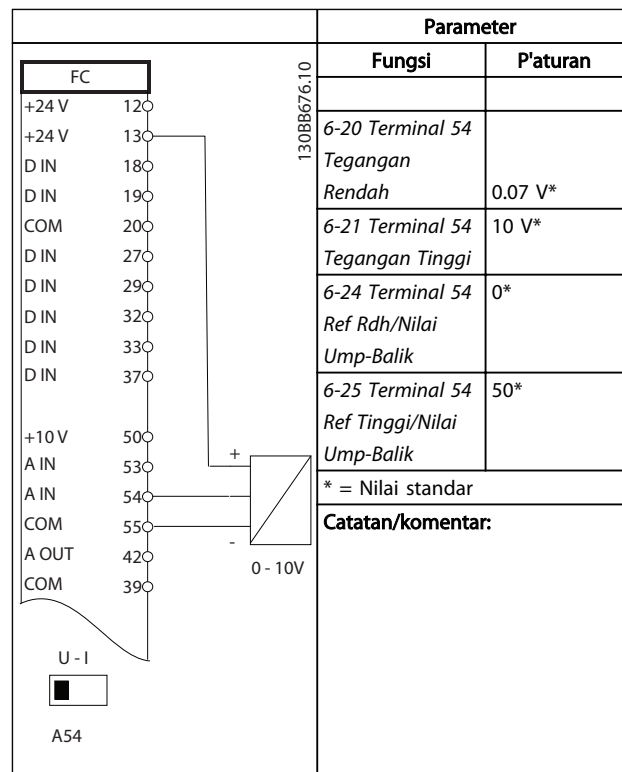 Parameter
Fungsi P'aturan
6-20 Terminal 54
Tegangan
Rendah 0.07 V*
6-21 Terminal 54 10 V*
Tegangan Tinggi
6-24 Terminal 54 0*
Ref Rdh/Nilai
Ump-Balik
6-25 Terminal 54 50*
Ref Tinggi/Nilai
Ump-Balik
* = Nilai standar
Catatan/komentar:
130BB676.10
FC
+24 V 12
+24 V 13
D IN 18
D IN 19
COM 20
D IN 27
D IN 29
D IN 32
D IN 33
D IN 37
+10 V 50
A IN 53
A IN 54
COM 55
A OUT 42
COM 39
+
-
0 - 10V
U - I
A54